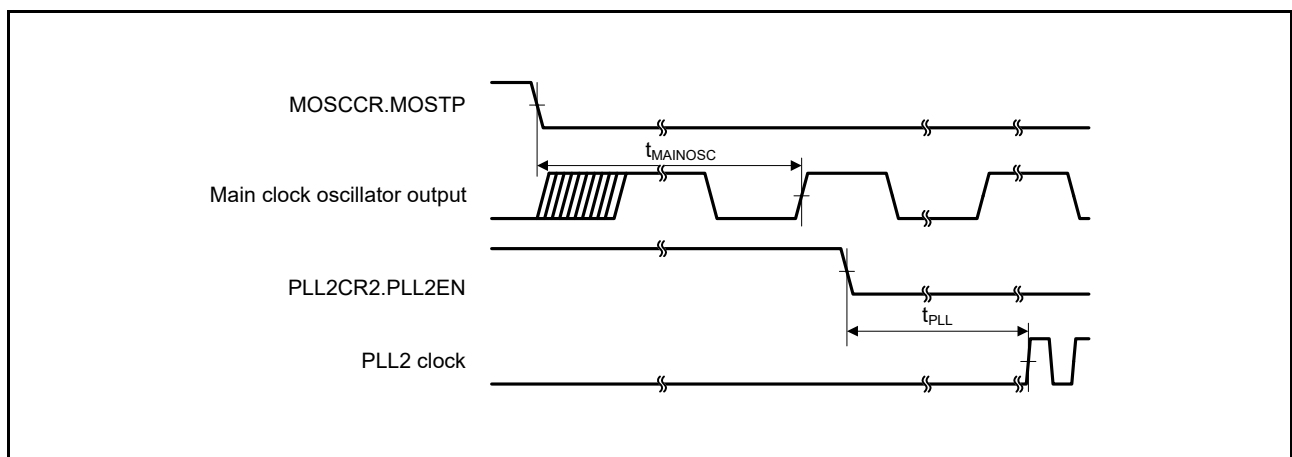 MOSCCR.MOSTP
tMAINOSC
Main clock oscillator output
PLL2CR2.PLL2EN
tPLL
PLL2 clock